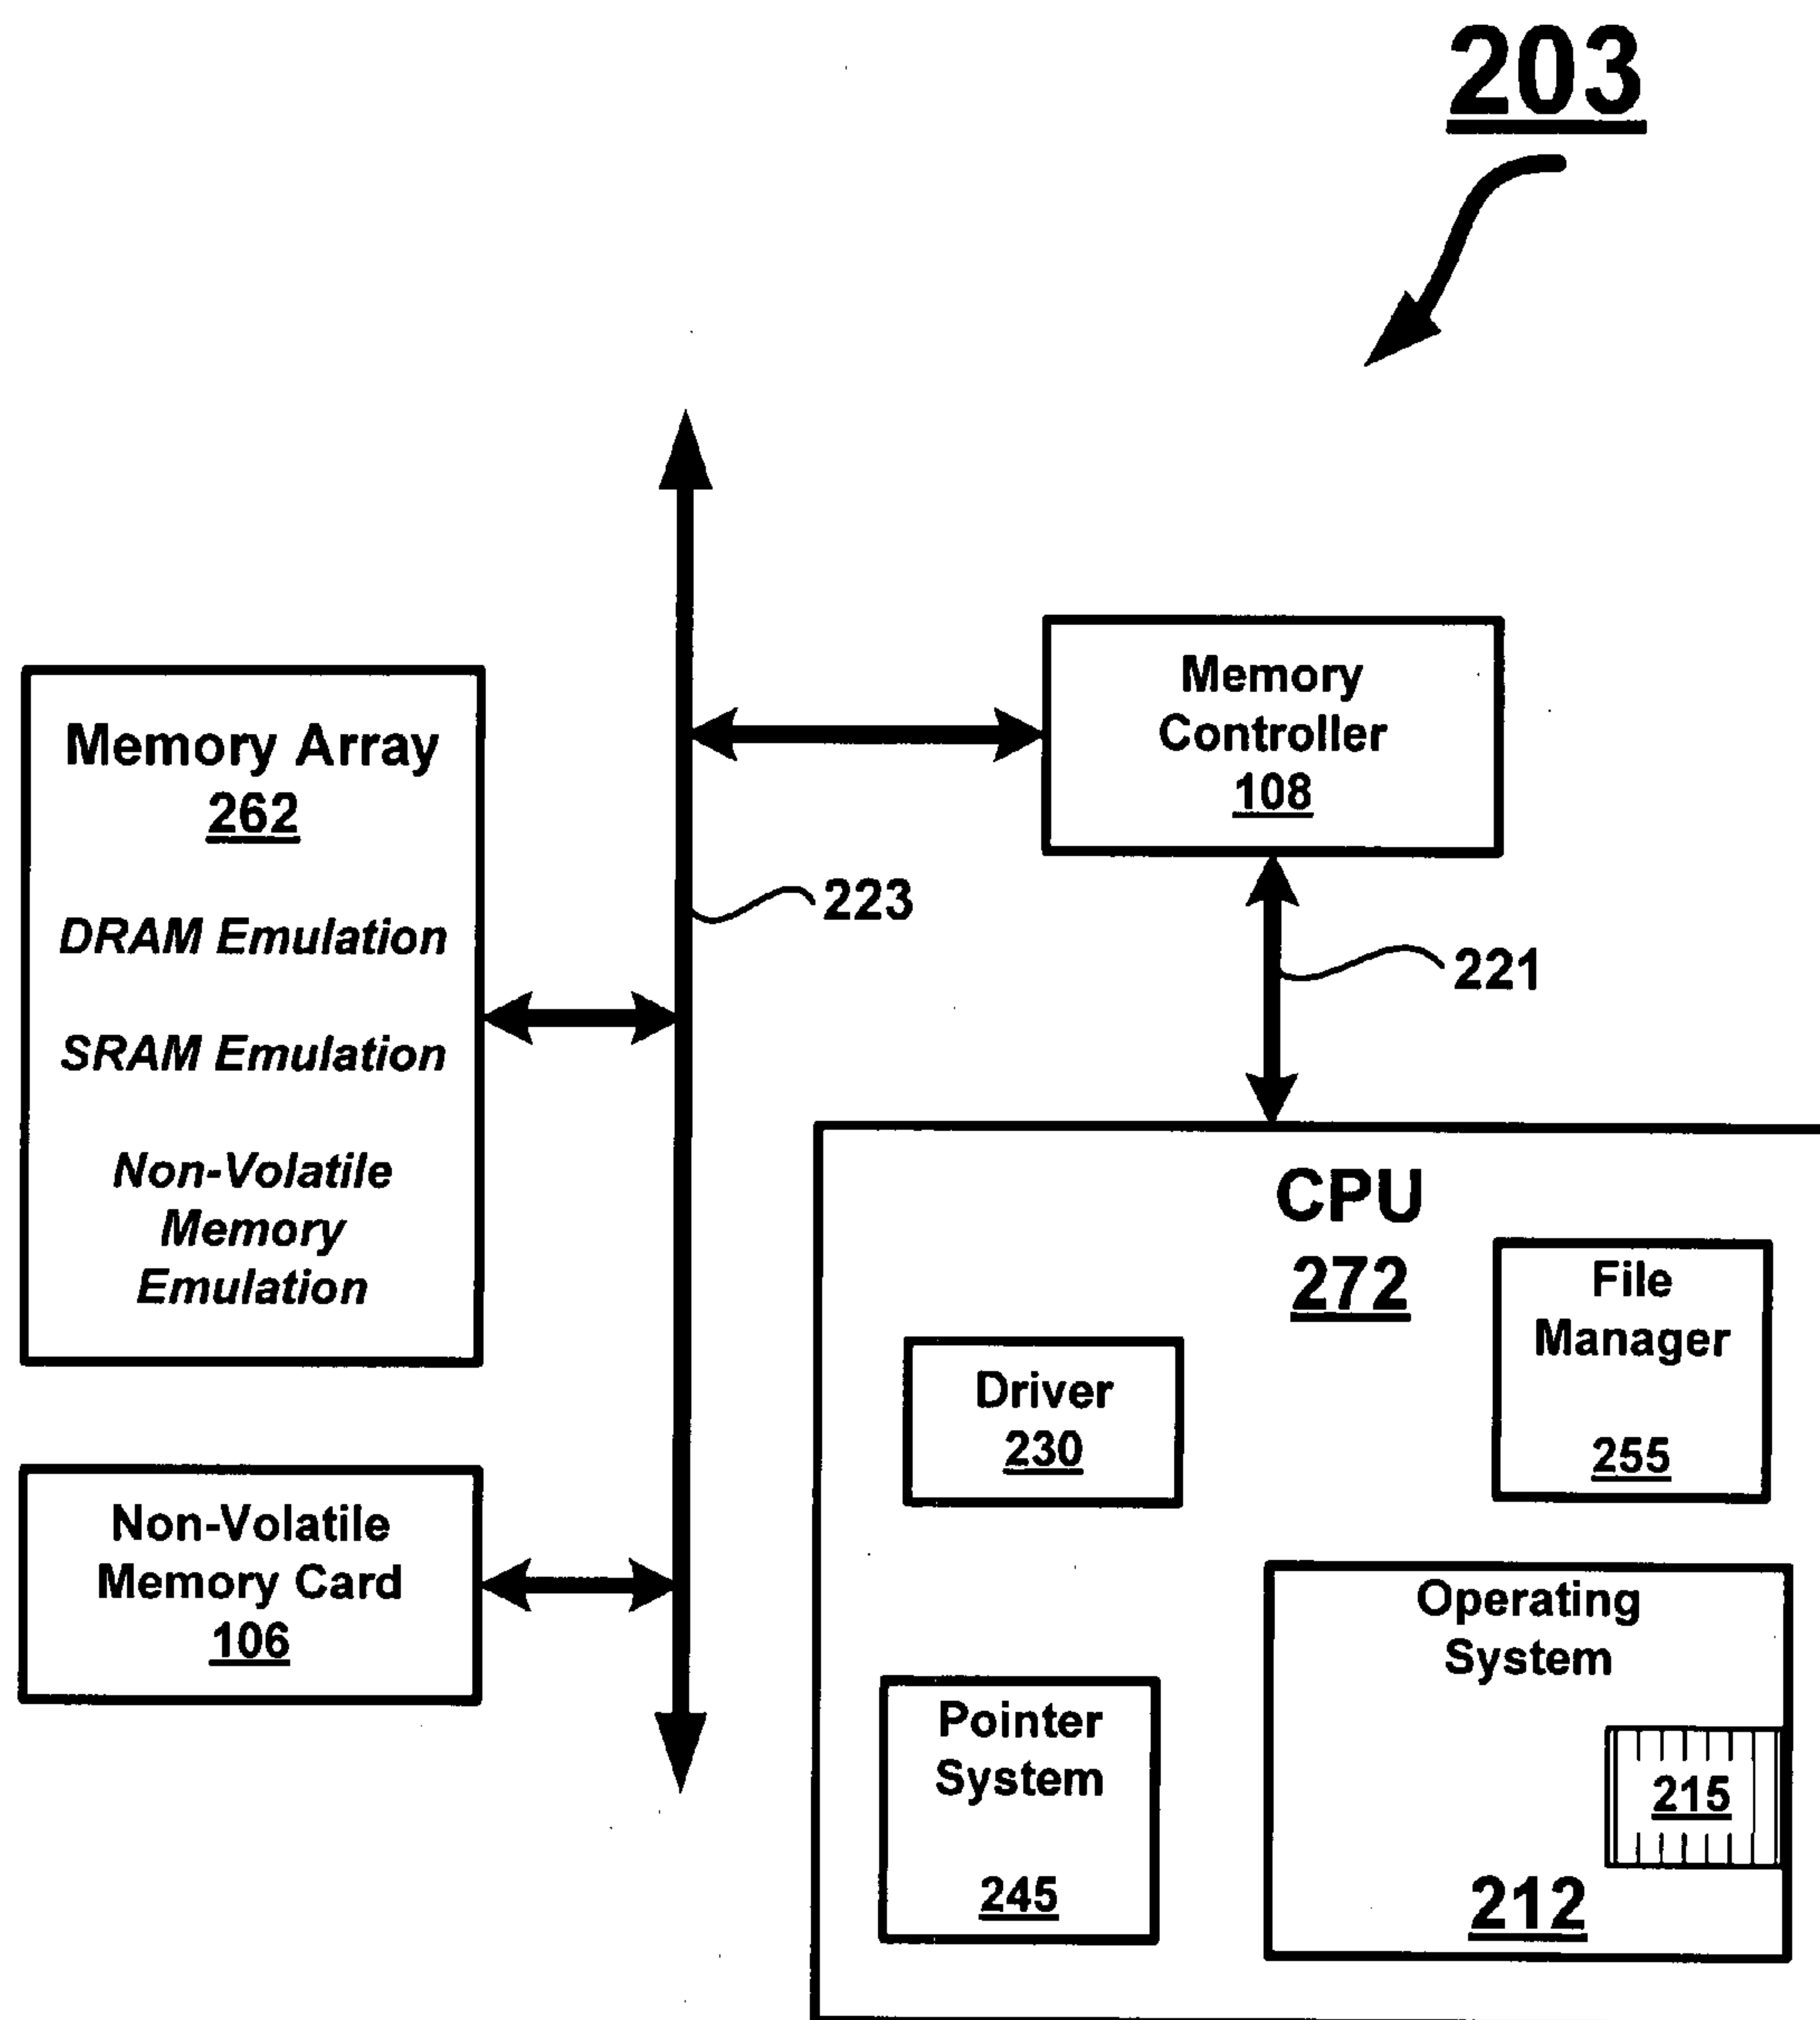 203
Memory Array
262
DRAM Emulation
SRAM Emulation
Non-Volatile
Memory
Emulation
Non-Volatile
Memory Card
106
223
Memory
Controller
108
221
CPU
272
File
Manager
255
Driver
230
Pointer
System
245
Operating
System
215
212